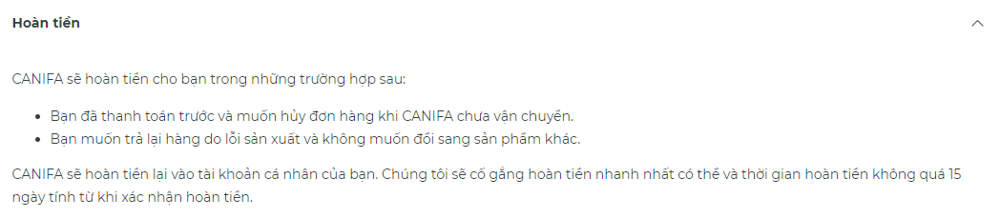 Hoàn tiền
CANIFA sẽ hoàn tiền cho bạn trong những trường hợp sau:
• Bạn đã thanh toán trước và muốn hủy đơn hàng khi CANIFA chưa vận chuyển.
• Bạn muốn trả lại hàng do lỗi sản xuất và không muốn đổi sang sản phẩm khác.
CANIFA sẽ hoàn tiền lại vào tài khoản cá nhân của bạn. Chúng tôi sẽ cố gắng hoàn tiền nhanh nhất có thể và thời gian hoàn tiền không quá 15
ngày tính từ khi xác nhận hoàn tiền.